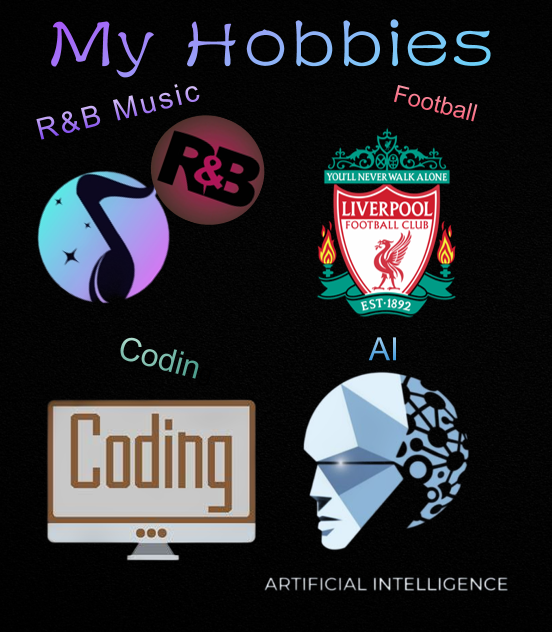 My Hobbies
R&B Music
Football
R&B
YOU'LL NEVER WALK ALONE
LIVERPOOL
FOOTBALL CLUB
EST·1892
Codin
AI
Coding
ARTIFICIAL INTELLIGENCE